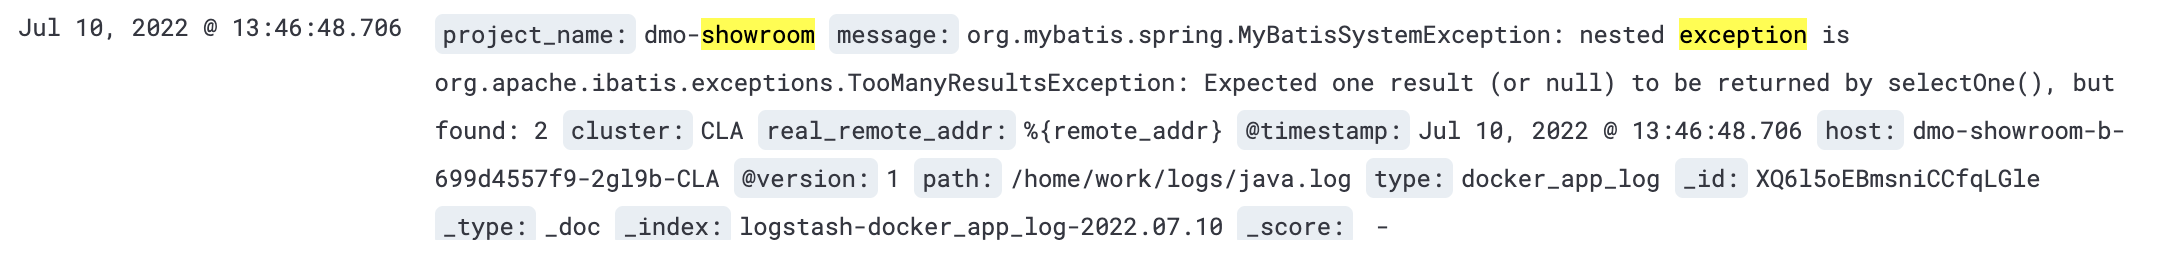 Jul 10, 2022 @ 13:46:48.706 project_name: dmo-showroom message: org.mybatis.spring.MyBatisSystemException: nested exception is
org.apache.ibatis.exceptions.TooManyResultsException: Expected one result (or null) to be returned by selectOne(), but
found: 2 cluster: CLA real_remote_addr: %{remote_addr} @timestamp: Jul 10, 2022 @ 13:46:48.706 host: dmo-showroom-b-
699d4557f9-2gl9b-CLA @version: 1 path: /home/work/logs/java.log type: docker_app_log _id: XQ6l5oEBmsniCCfqLGle
_type: _doc _index: logstash-docker_app_log-2022.07.10 _score: -